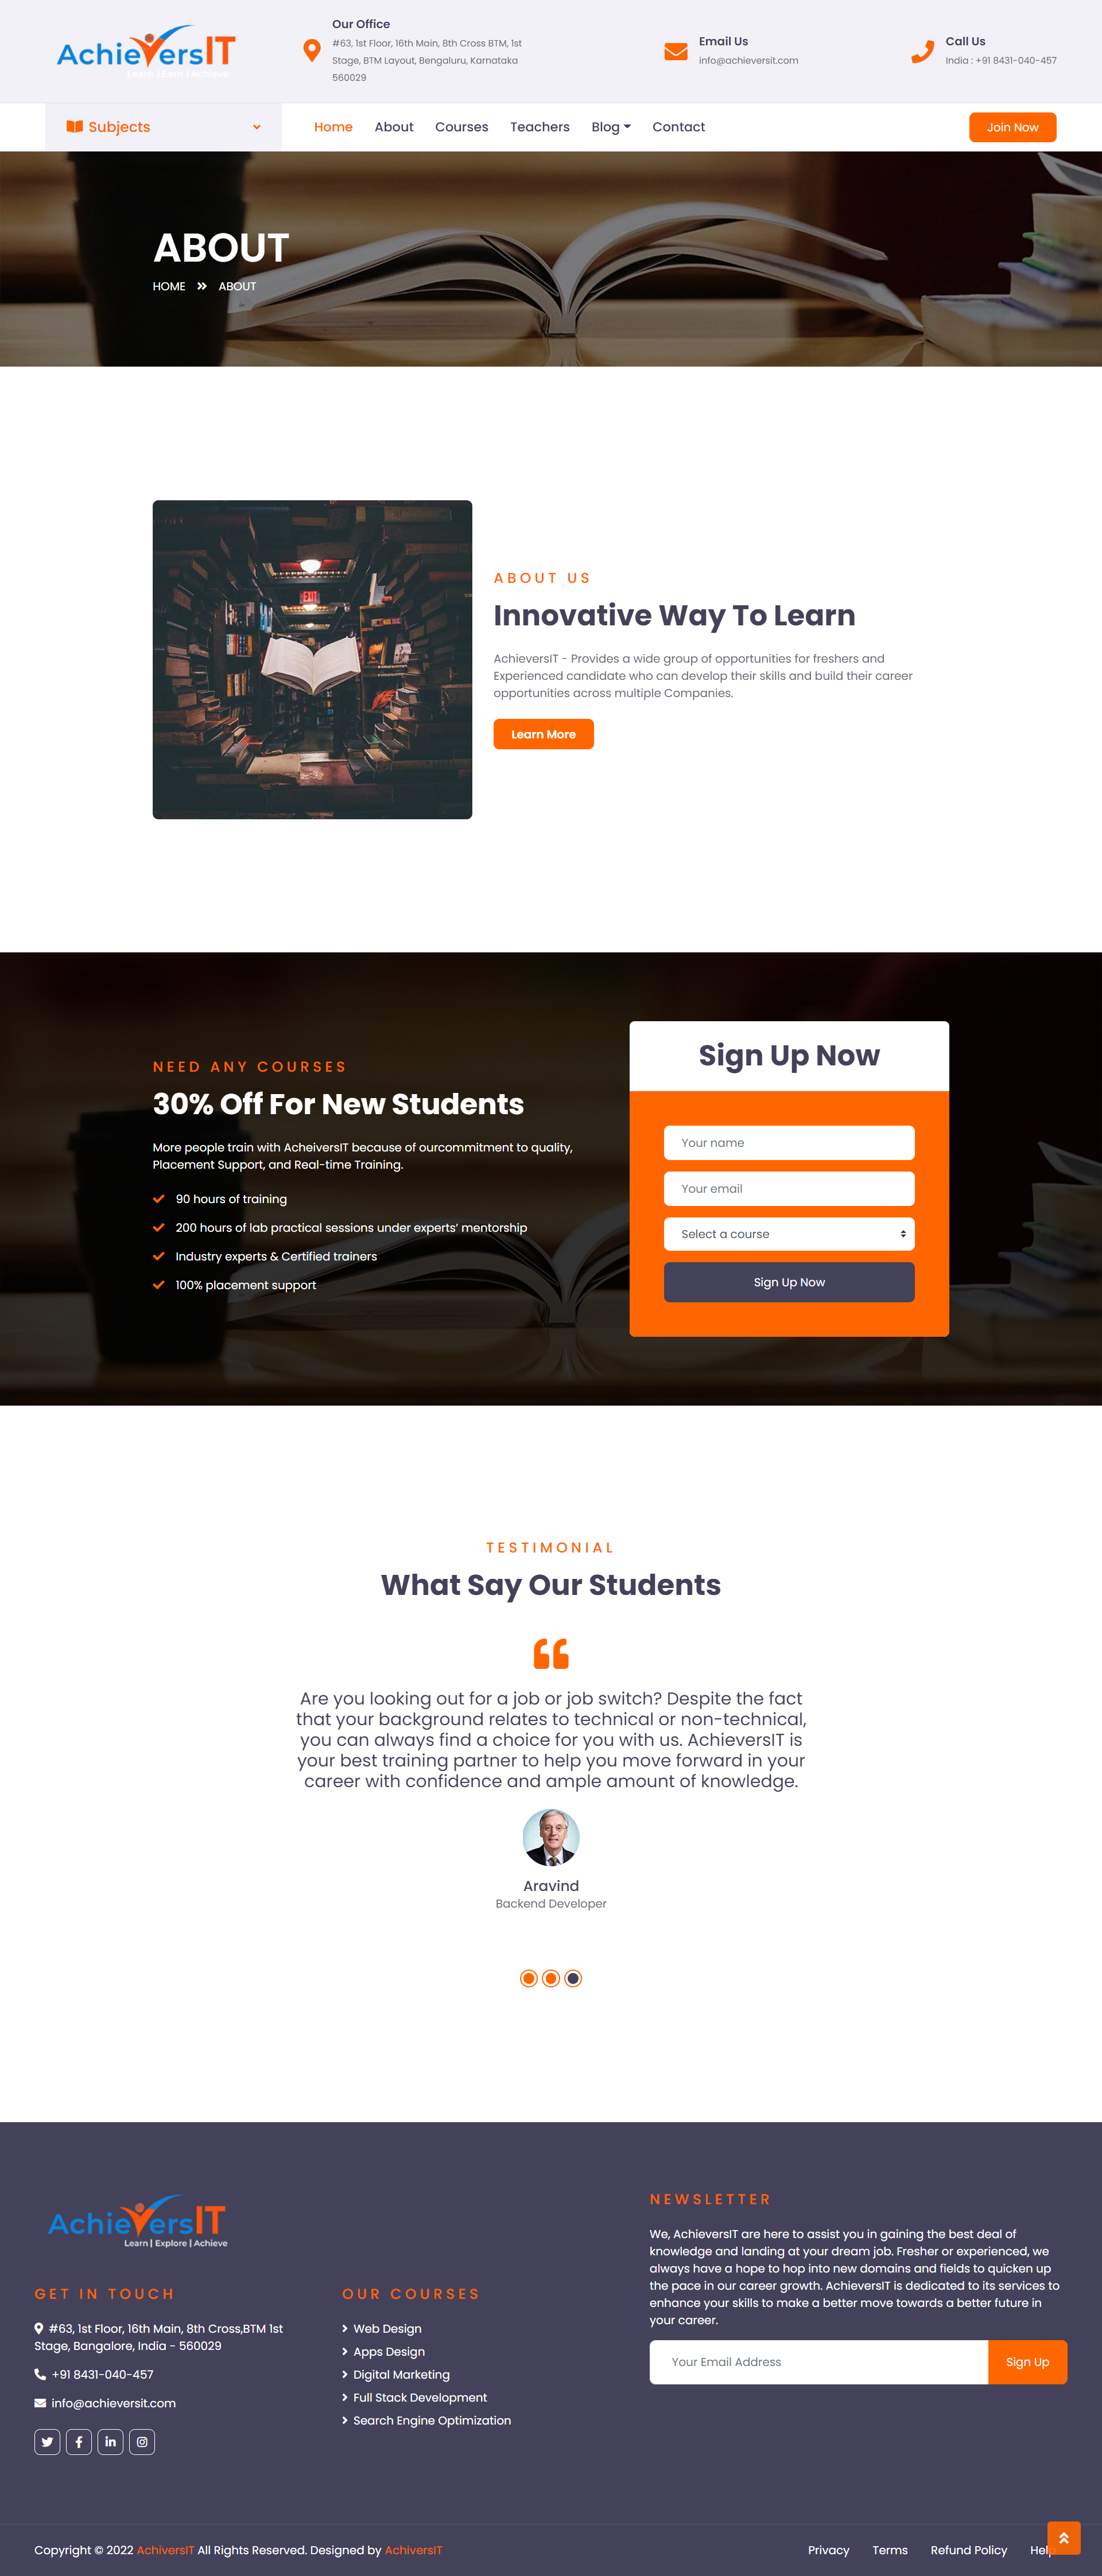 AchieversIT
Learn | Earn | Achieve
Our Office
#63, 1st Floor, 16th Main, 8th Cross BTM, 1st
Stage, BTM Layout, Bengaluru, Karnataka
560029
Email Us
info@achieversit.com
Call Us
India : +91 8431-040-457
Subjects
Home
About
Courses
Teachers
Blog
Contact
Join Now
ABOUT
HOME
ABOUT
EXIT
ABOUT US
Innovative Way To Learn
AchieversIT - Provides a wide group of opportunities for freshers and
Experienced candidate who can develop their skills and build their career
opportunities across multiple Companies.
Learn More
NEED ANY COURSES
30% Off For New Students
More people train with AcheiversIT because of ourcommitment to quality,
Placement Support, and Real-time Training.
90 hours of training
200 hours of lab practical sessions under experts’ mentorship
Industry experts & Certified trainers
100% placement support
Sign Up Now
Your name
Your email
Select a course
Sign Up Now
TESTIMONIAL
What Say Our Students
Are you looking out for a job or job switch? Despite the fact
that your background relates to technical or non-technical,
you can always find a choice for you with us. AchieversIT is
your best training partner to help you move forward in your
career with confidence and ample amount of knowledge.
Aravind
Backend Developer
AchieversIT
Learn | Explore | Achieve
GET IN TOUCH
#63, 1st Floor, 16th Main, 8th Cross,BTM 1st
Stage, Bangalore, India - 560029
+91 8431-040-457
info@achieversit.com
OUR COURSES
Web Design
Apps Design
Digital Marketing
Full Stack Development
Search Engine Optimization
NEWSLETTER
We, AchieversIT are here to assist you in gaining the best deal of
knowledge and landing at your dream job. Fresher or experienced, we
always have a hope to hop into new domains and fields to quicken up
the pace in our career growth. AchieversIT is dedicated to its services to
enhance your skills to make a better move towards a better future in
your career.
Your Email Address
Sign Up
Copyright © 2022 AchiversIT All Rights Reserved. Designed by AchiversIT
Privacy
Terms
Refund Policy
Help